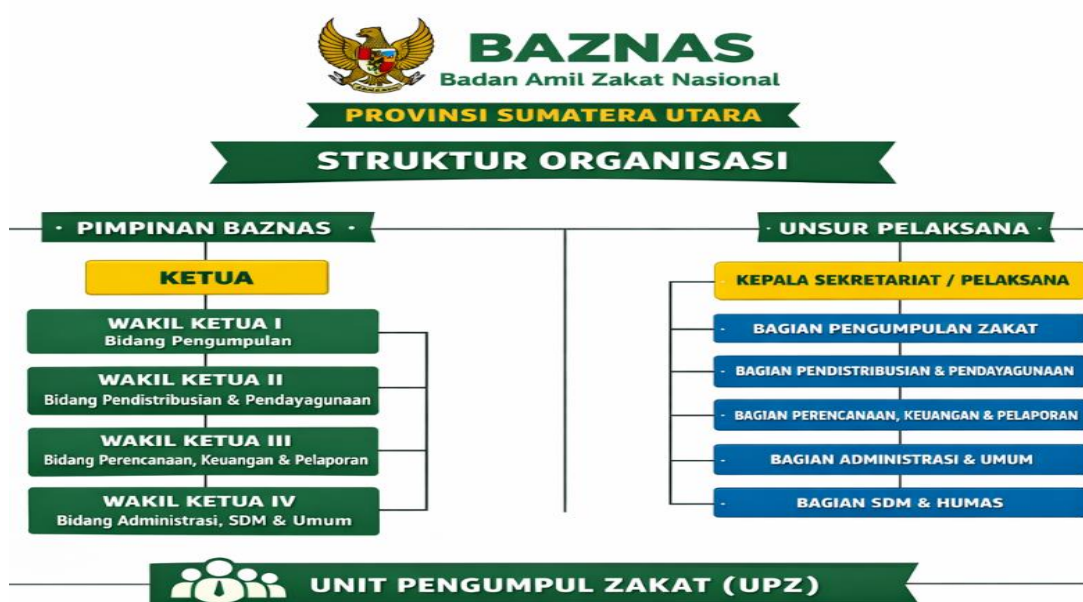 BAZNAS
Badan Amil Zakat Nasional
PROVINSI SUMATERA UTARA
STRUKTUR ORGANISASI
· PIMPINAN BAZNAS ·
KETUA
WAKIL KETUA I
Bidang Pengumpulan
WAKIL KETUA II
Bidang Pendistribusian & Pendayagunaan
WAKIL KETUA III
Bidang Perencanaan, Keuangan & Pelaporan
WAKIL KETUA IV
Bidang Administrasi, SDM & Umum
· UNSUR PELAKSANA ·
KEPALA SEKRETARIAT / PELAKSANA
BAGIAN PENGUMPULAN ZAKAT
BAGIAN PENDISTRIBUSIAN & PENDAYAGUNAAN
BAGIAN PERENCANAAN, KEUANGAN & PELAPORAN
BAGIAN ADMINISTRASI & UMUM
BAGIAN SDM & HUMAS
UNIT PENGUMPUL ZAKAT (UPZ)